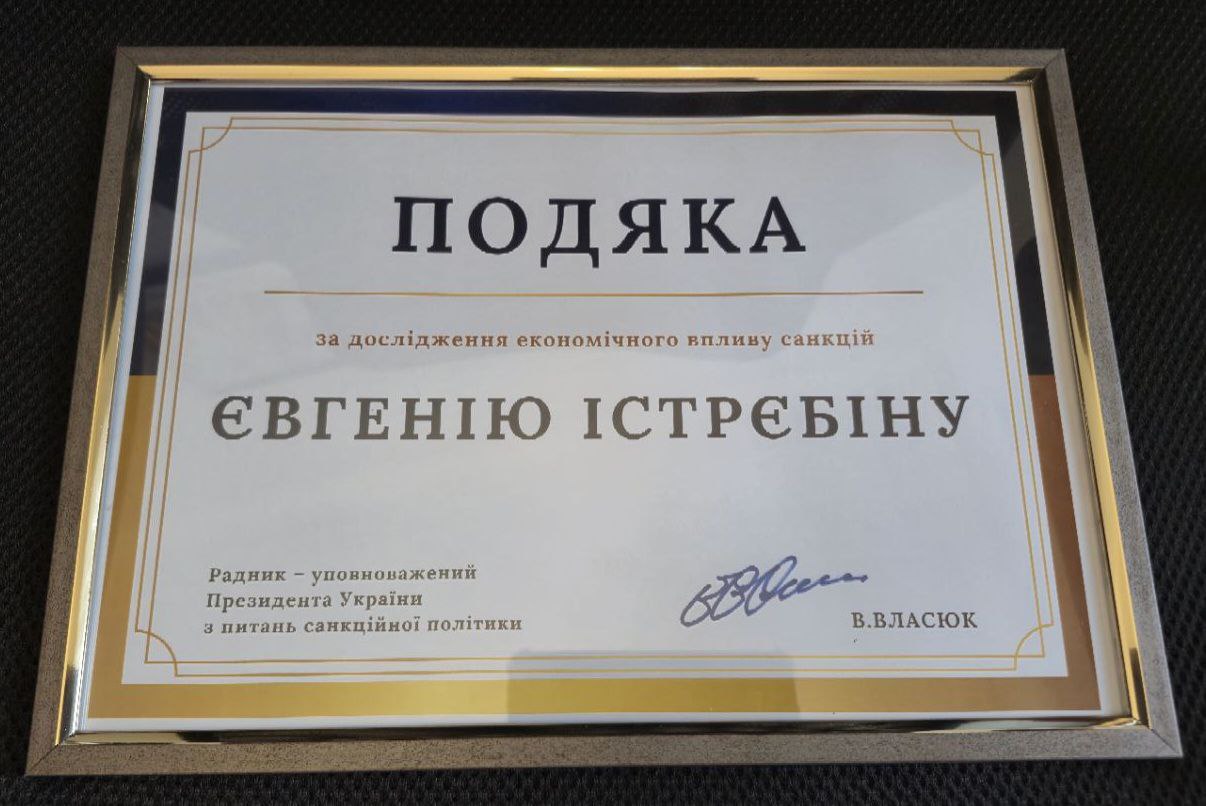 ПОДЯКА
за дослідження економічного впливу санкцій
ЄВГЕНІЮ ІСТРЄБІНУ
Радник – уповноважений
Президента України
з питань санкційної політики
В.ВЛАСЮК